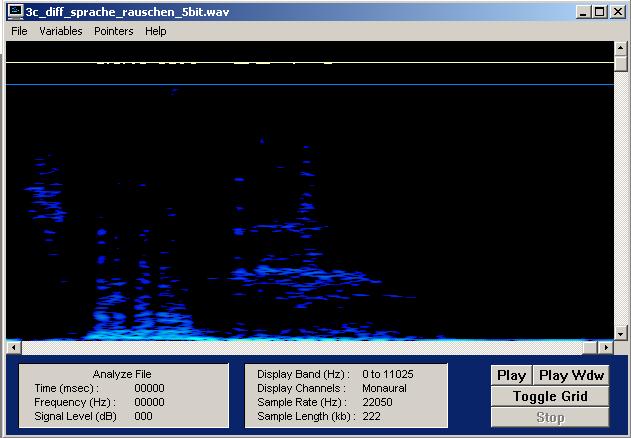 3c_diff_sprache_rauschen_5bit.wav
File Variables Pointers Help
Analyze File
Time (msec) : 00000
Frequency (Hz) : 00000
Signal Level (dB) 000
Display Band (Hz) : 0 to 11025
Display Channels : Monaural
Sample Rate (Hz) : 22050
Sample Length (kb) : 222
Play Play Wdw
Toggle Grid
Stop